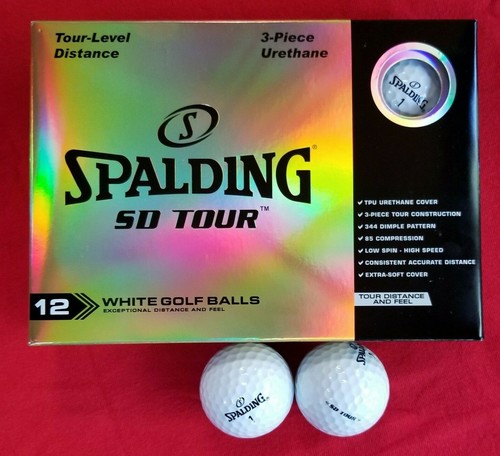 Tour-Level
Distance
3-Piece
Urethane
SPALDING
1
S
SPALDING®
SD TOUR™
✓ TPU URETHANE COVER
✓ 3-PIECE TOUR CONSTRUCTION
✓ 344 DIMPLE PATTERN
✓ 85 COMPRESSION
✓ LOW SPIN - HIGH SPEED
✓ CONSISTENT ACCURATE DISTANCE
✓ EXTRA-SOFT COVER
TOUR DISTANCE
AND FEEL
12 WHITE GOLF BALLS
EXCEPTIONAL DISTANCE AND FEEL
SPALDING
1
SD TOUR